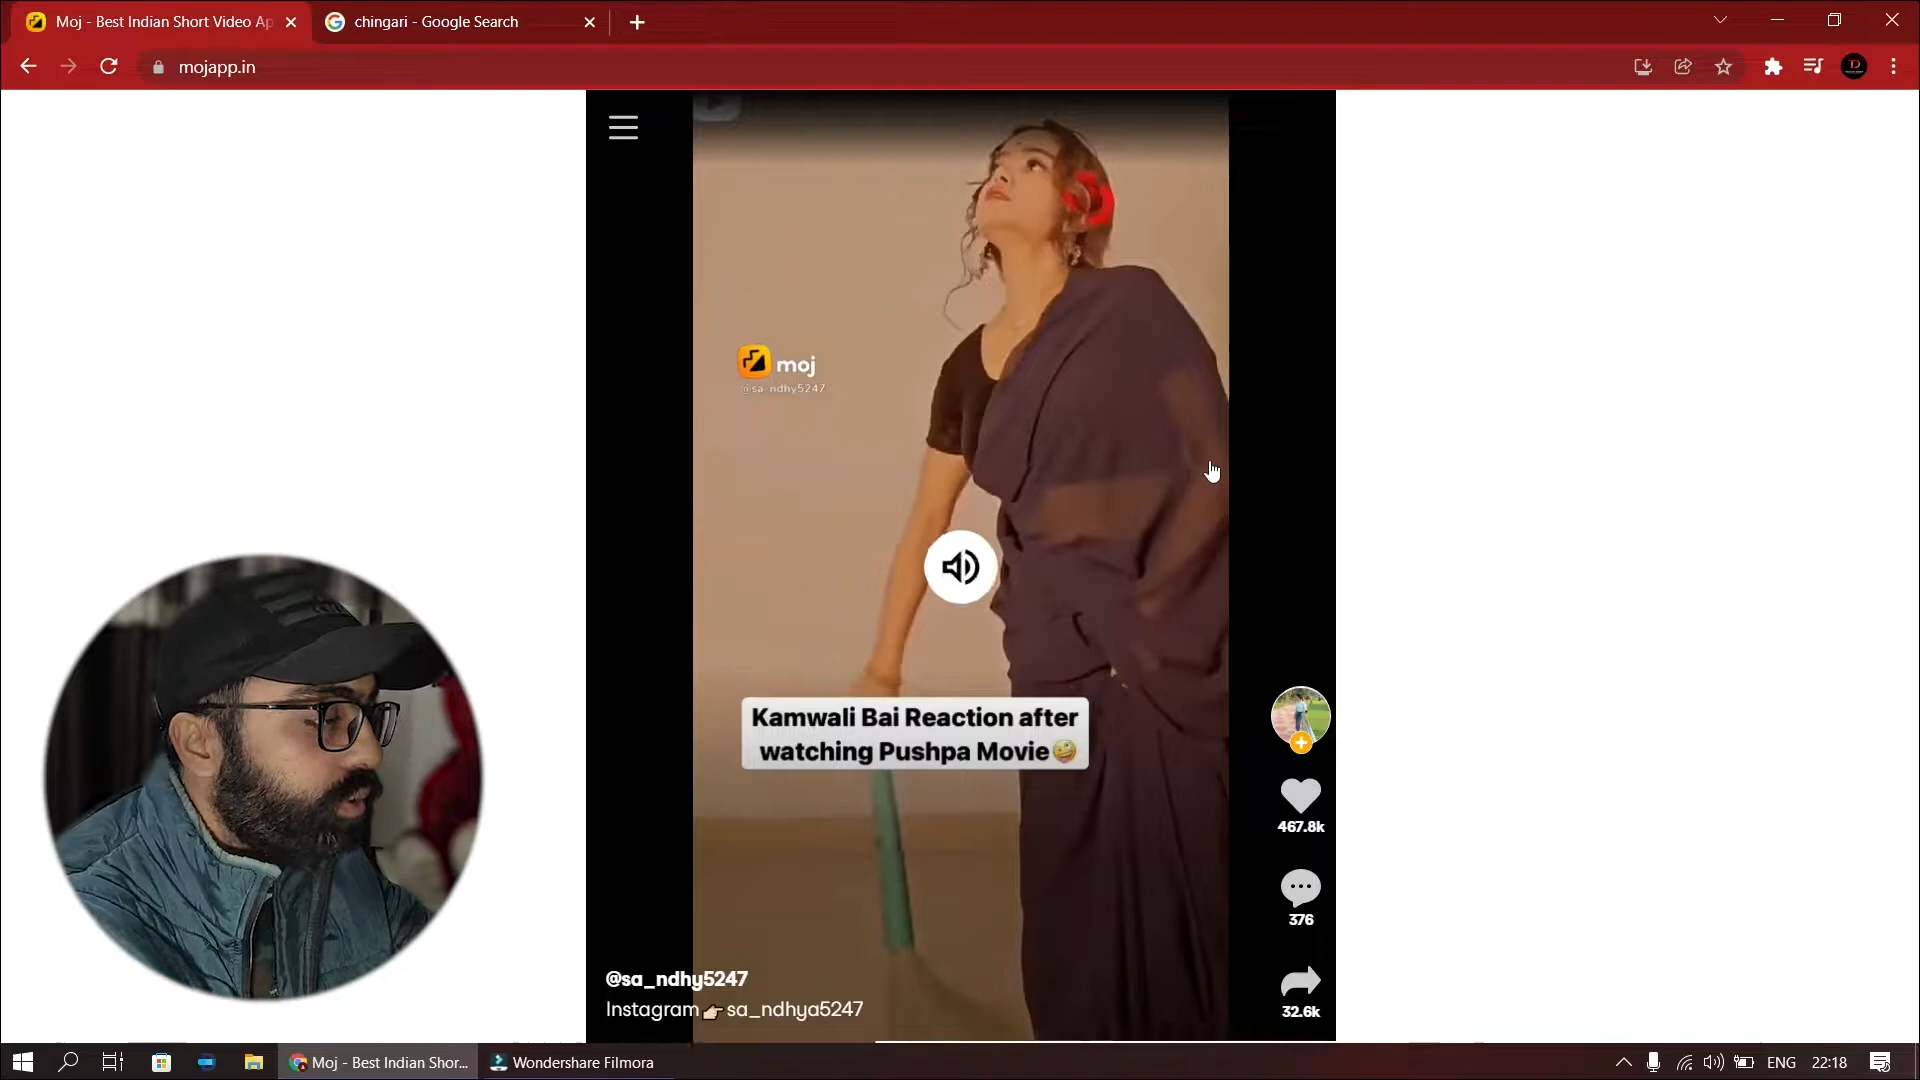 Moj - Best Indian Short Video Ap
chingari - Google Search
mojapp.in
moj
@sa_ndhy5247
Kamwali Bai Reaction after
watching Pushpa Movie🤪
467.8k
376
32.6k
@sa_ndhy5247
Instagram👉sa_ndhya5247
Moj - Best Indian Shor...
Wondershare Filmora
ENG
22:18